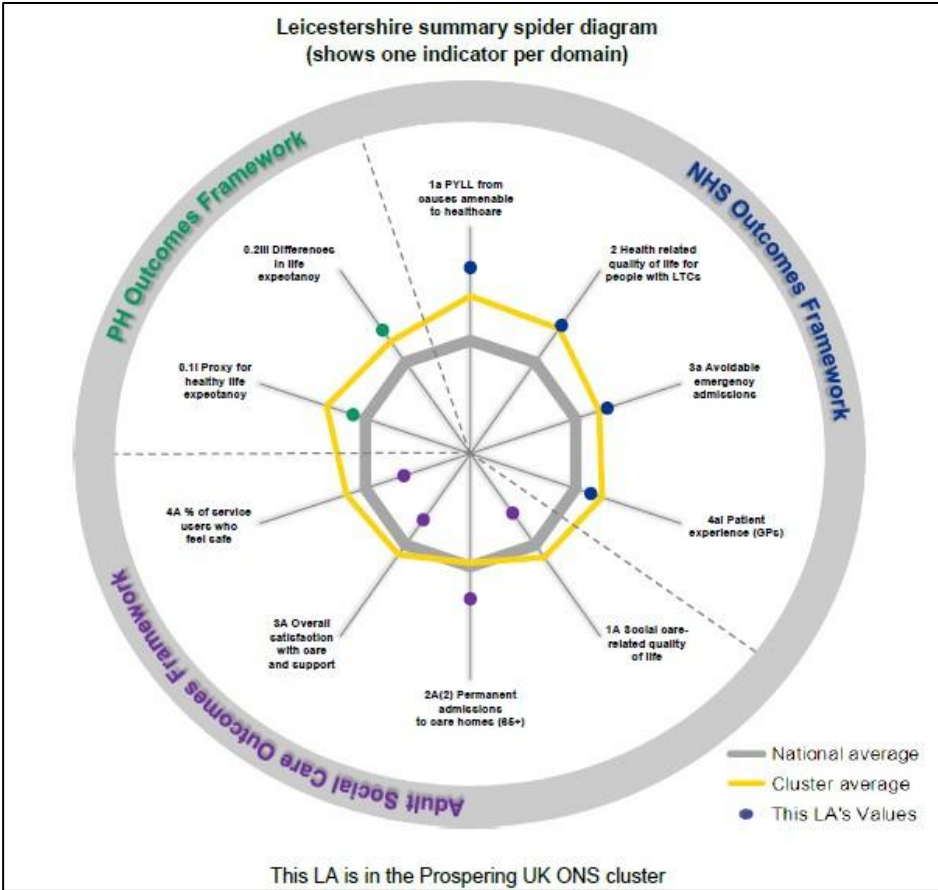 Leicestershire summary spider diagram
(shows one indicator per domain)
PH Outcomes Framework
NHS Outcomes Framework
Adult Social Care Outcomes Framework
1a PYLL from
causes amenable
to healthcare
0.2iii Differences
in life
expectancy
2 Health related
quality of life for
people with LTCs
0.1i Proxy for
healthy life
expectancy
3a Avoidable
emergency
admissions
4A % of service
users who
feel safe
4ai Patient
experience (GPs)
3A Overall
satisfaction
with care
and support
1A Social care-
related quality
of life
2A(2) Permanent
admissions
to care homes (65+)
National average
Cluster average
This LA's Values
This LA is in the Prospering UK ONS cluster